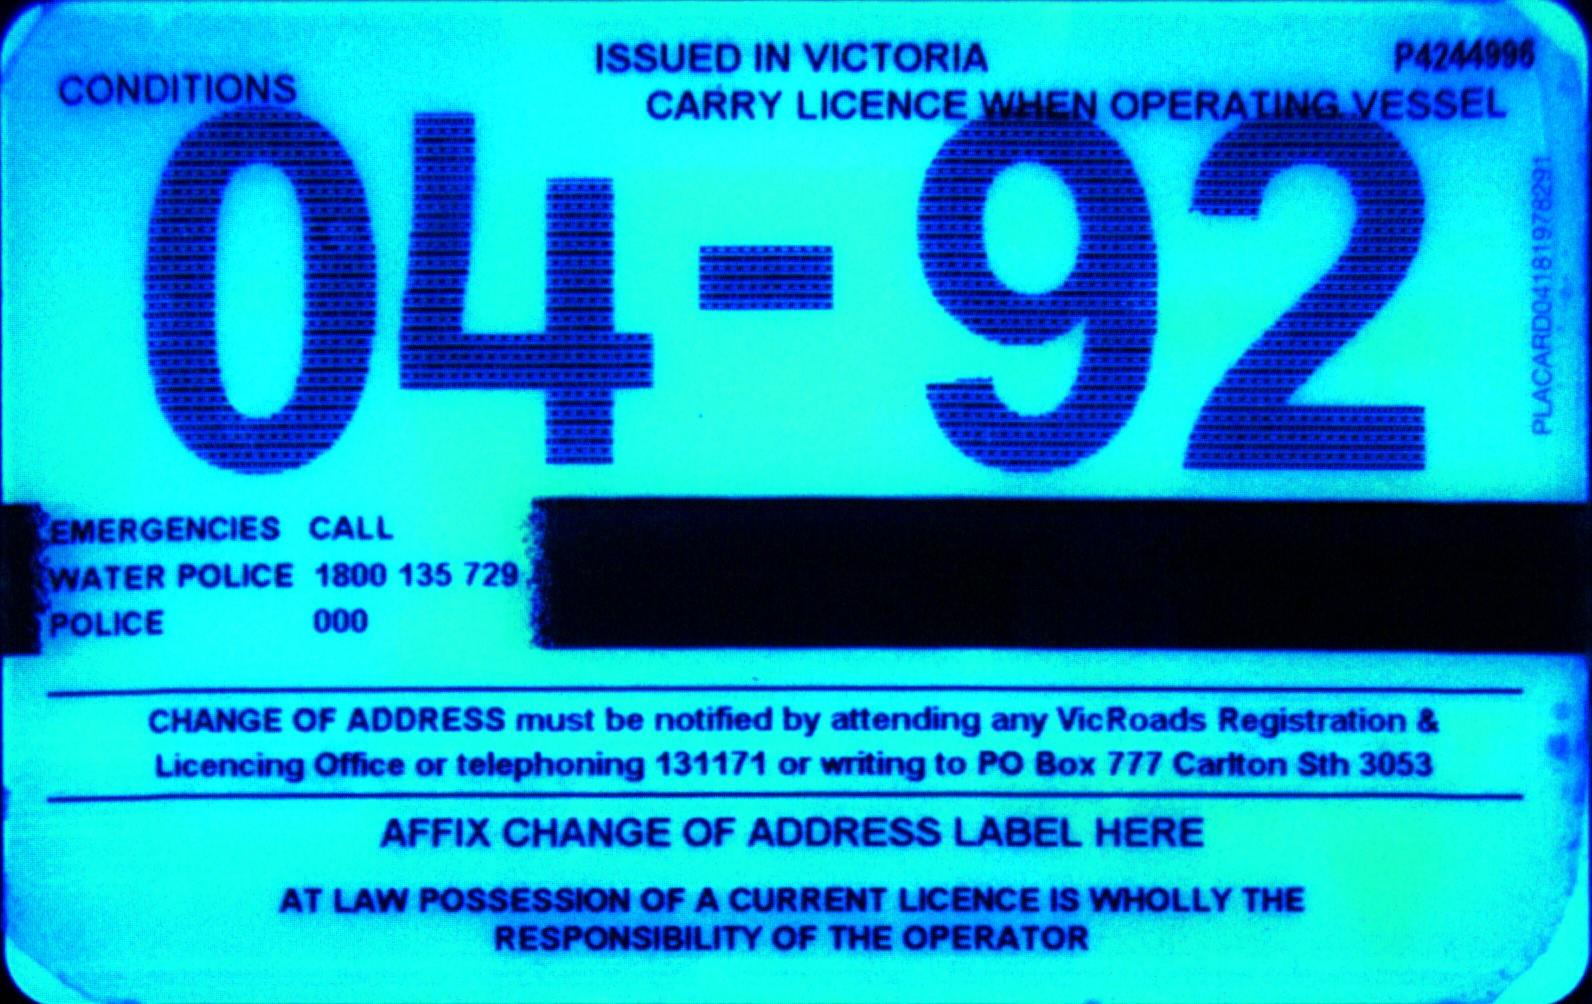 ISSUED IN VICTORIA
P4244996
CONDITIONS
CARRY LICENCE WHEN OPERATING VESSEL
04-92
PLACARD04181978291
EMERGENCIES CALL
WATER POLICE 1800 135 729
POLICE 000
CHANGE OF ADDRESS must be notified by attending any VicRoads Registration &
Licencing Office or telephoning 131171 or writing to PO Box 777 Carlton Sth 3053
AFFIX CHANGE OF ADDRESS LABEL HERE
AT LAW POSSESSION OF A CURRENT LICENCE IS WHOLLY THE
RESPONSIBILITY OF THE OPERATOR